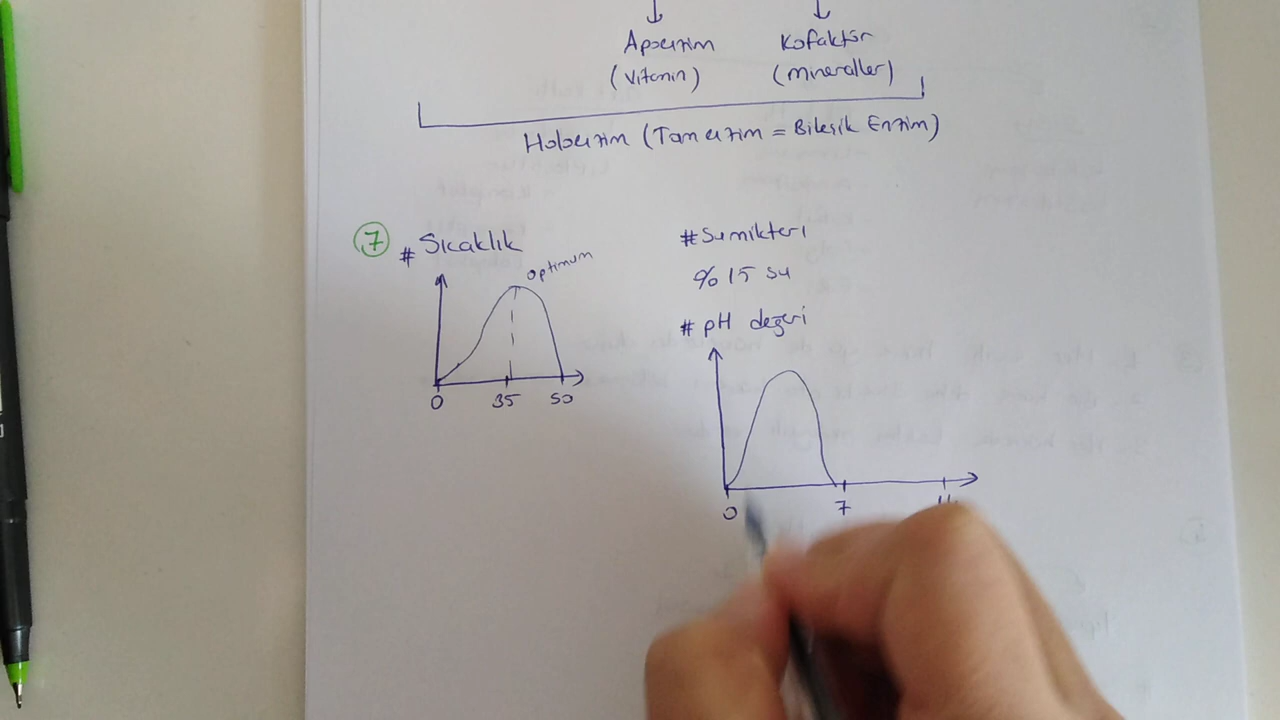 Apoenzim Kofaktör
(Vitamin) (mineraller)
Holoenzim (Tam enzim = Bileşik Enzim)
7
# Sıcaklık
optimum
0 35 50
# Su miktarı
% 15 su
# pH değeri
0 7